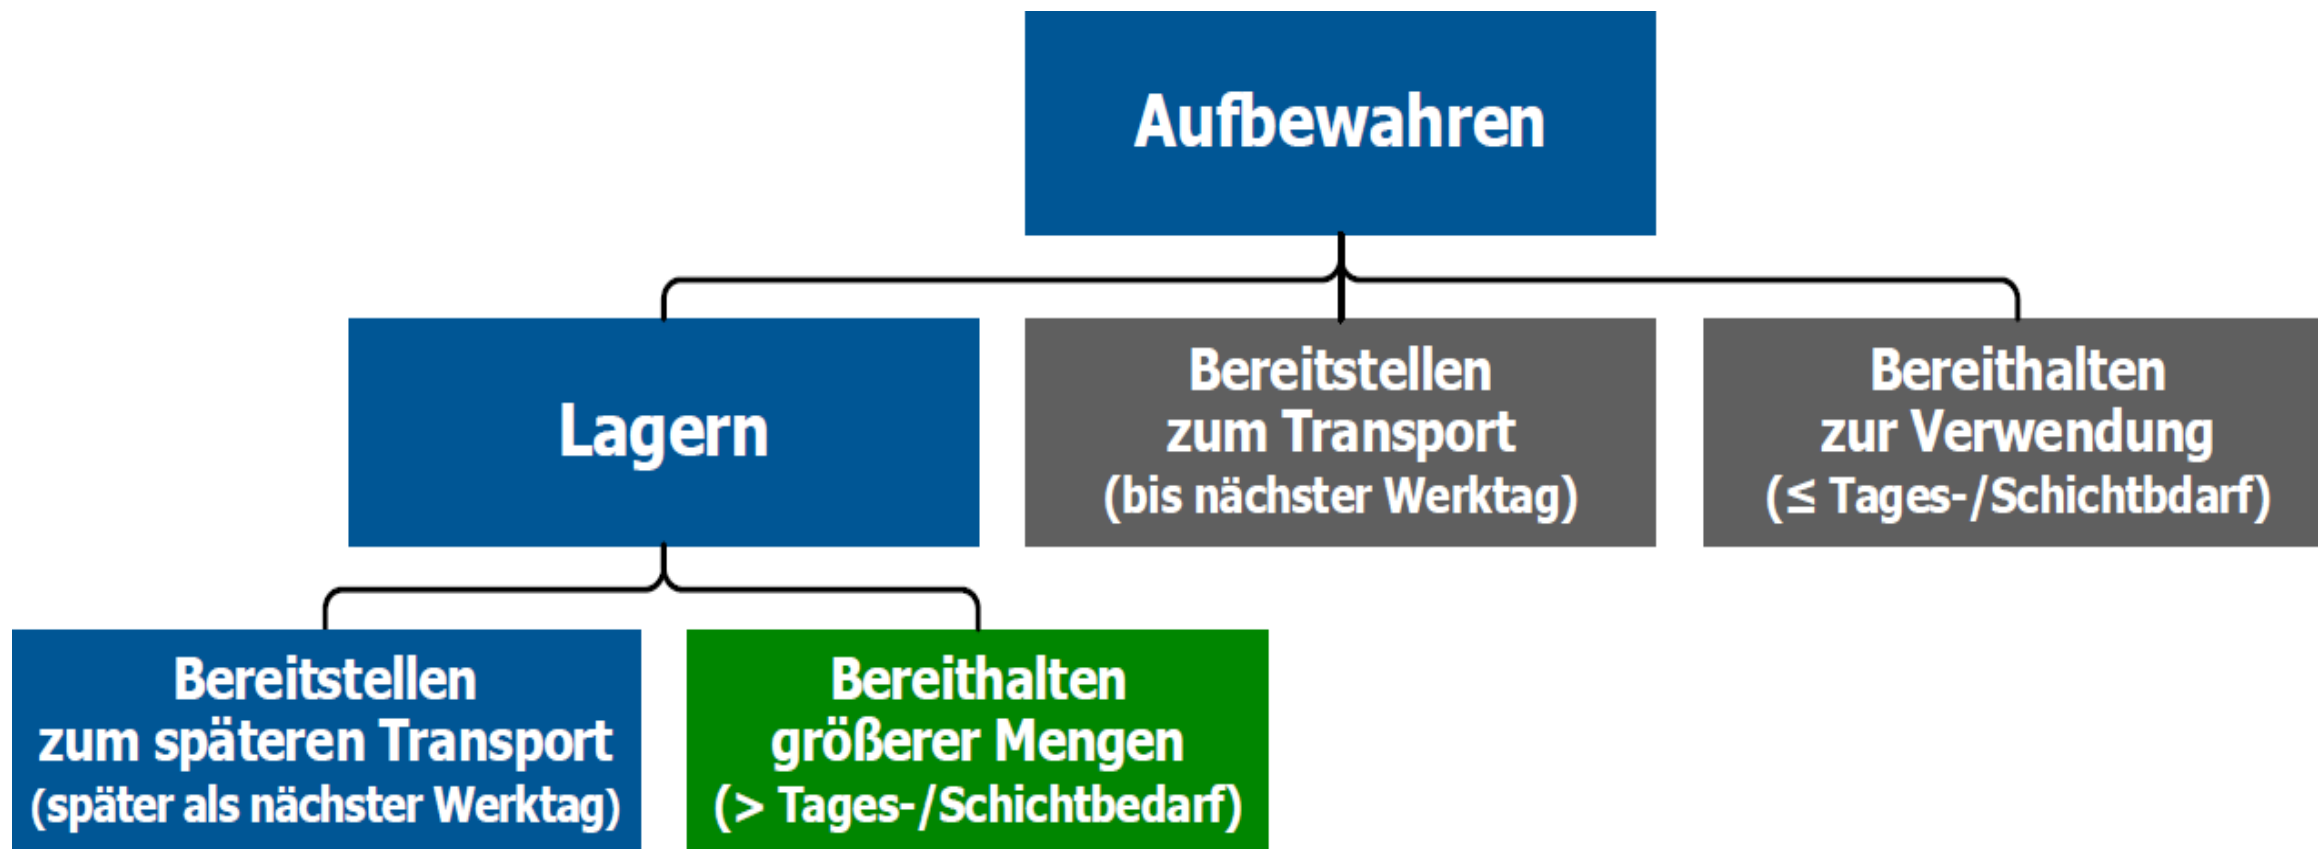 Aufbewahren
Lagern
Bereitstellen
zum Transport
(bis nächster Werktag)
Bereithalten
zur Verwendung
(≤ Tages-/Schichtbdarf)
Bereitstellen
zum späteren Transport
(später als nächster Werktag)
Bereithalten
größerer Mengen
(> Tages-/Schichtbedarf)